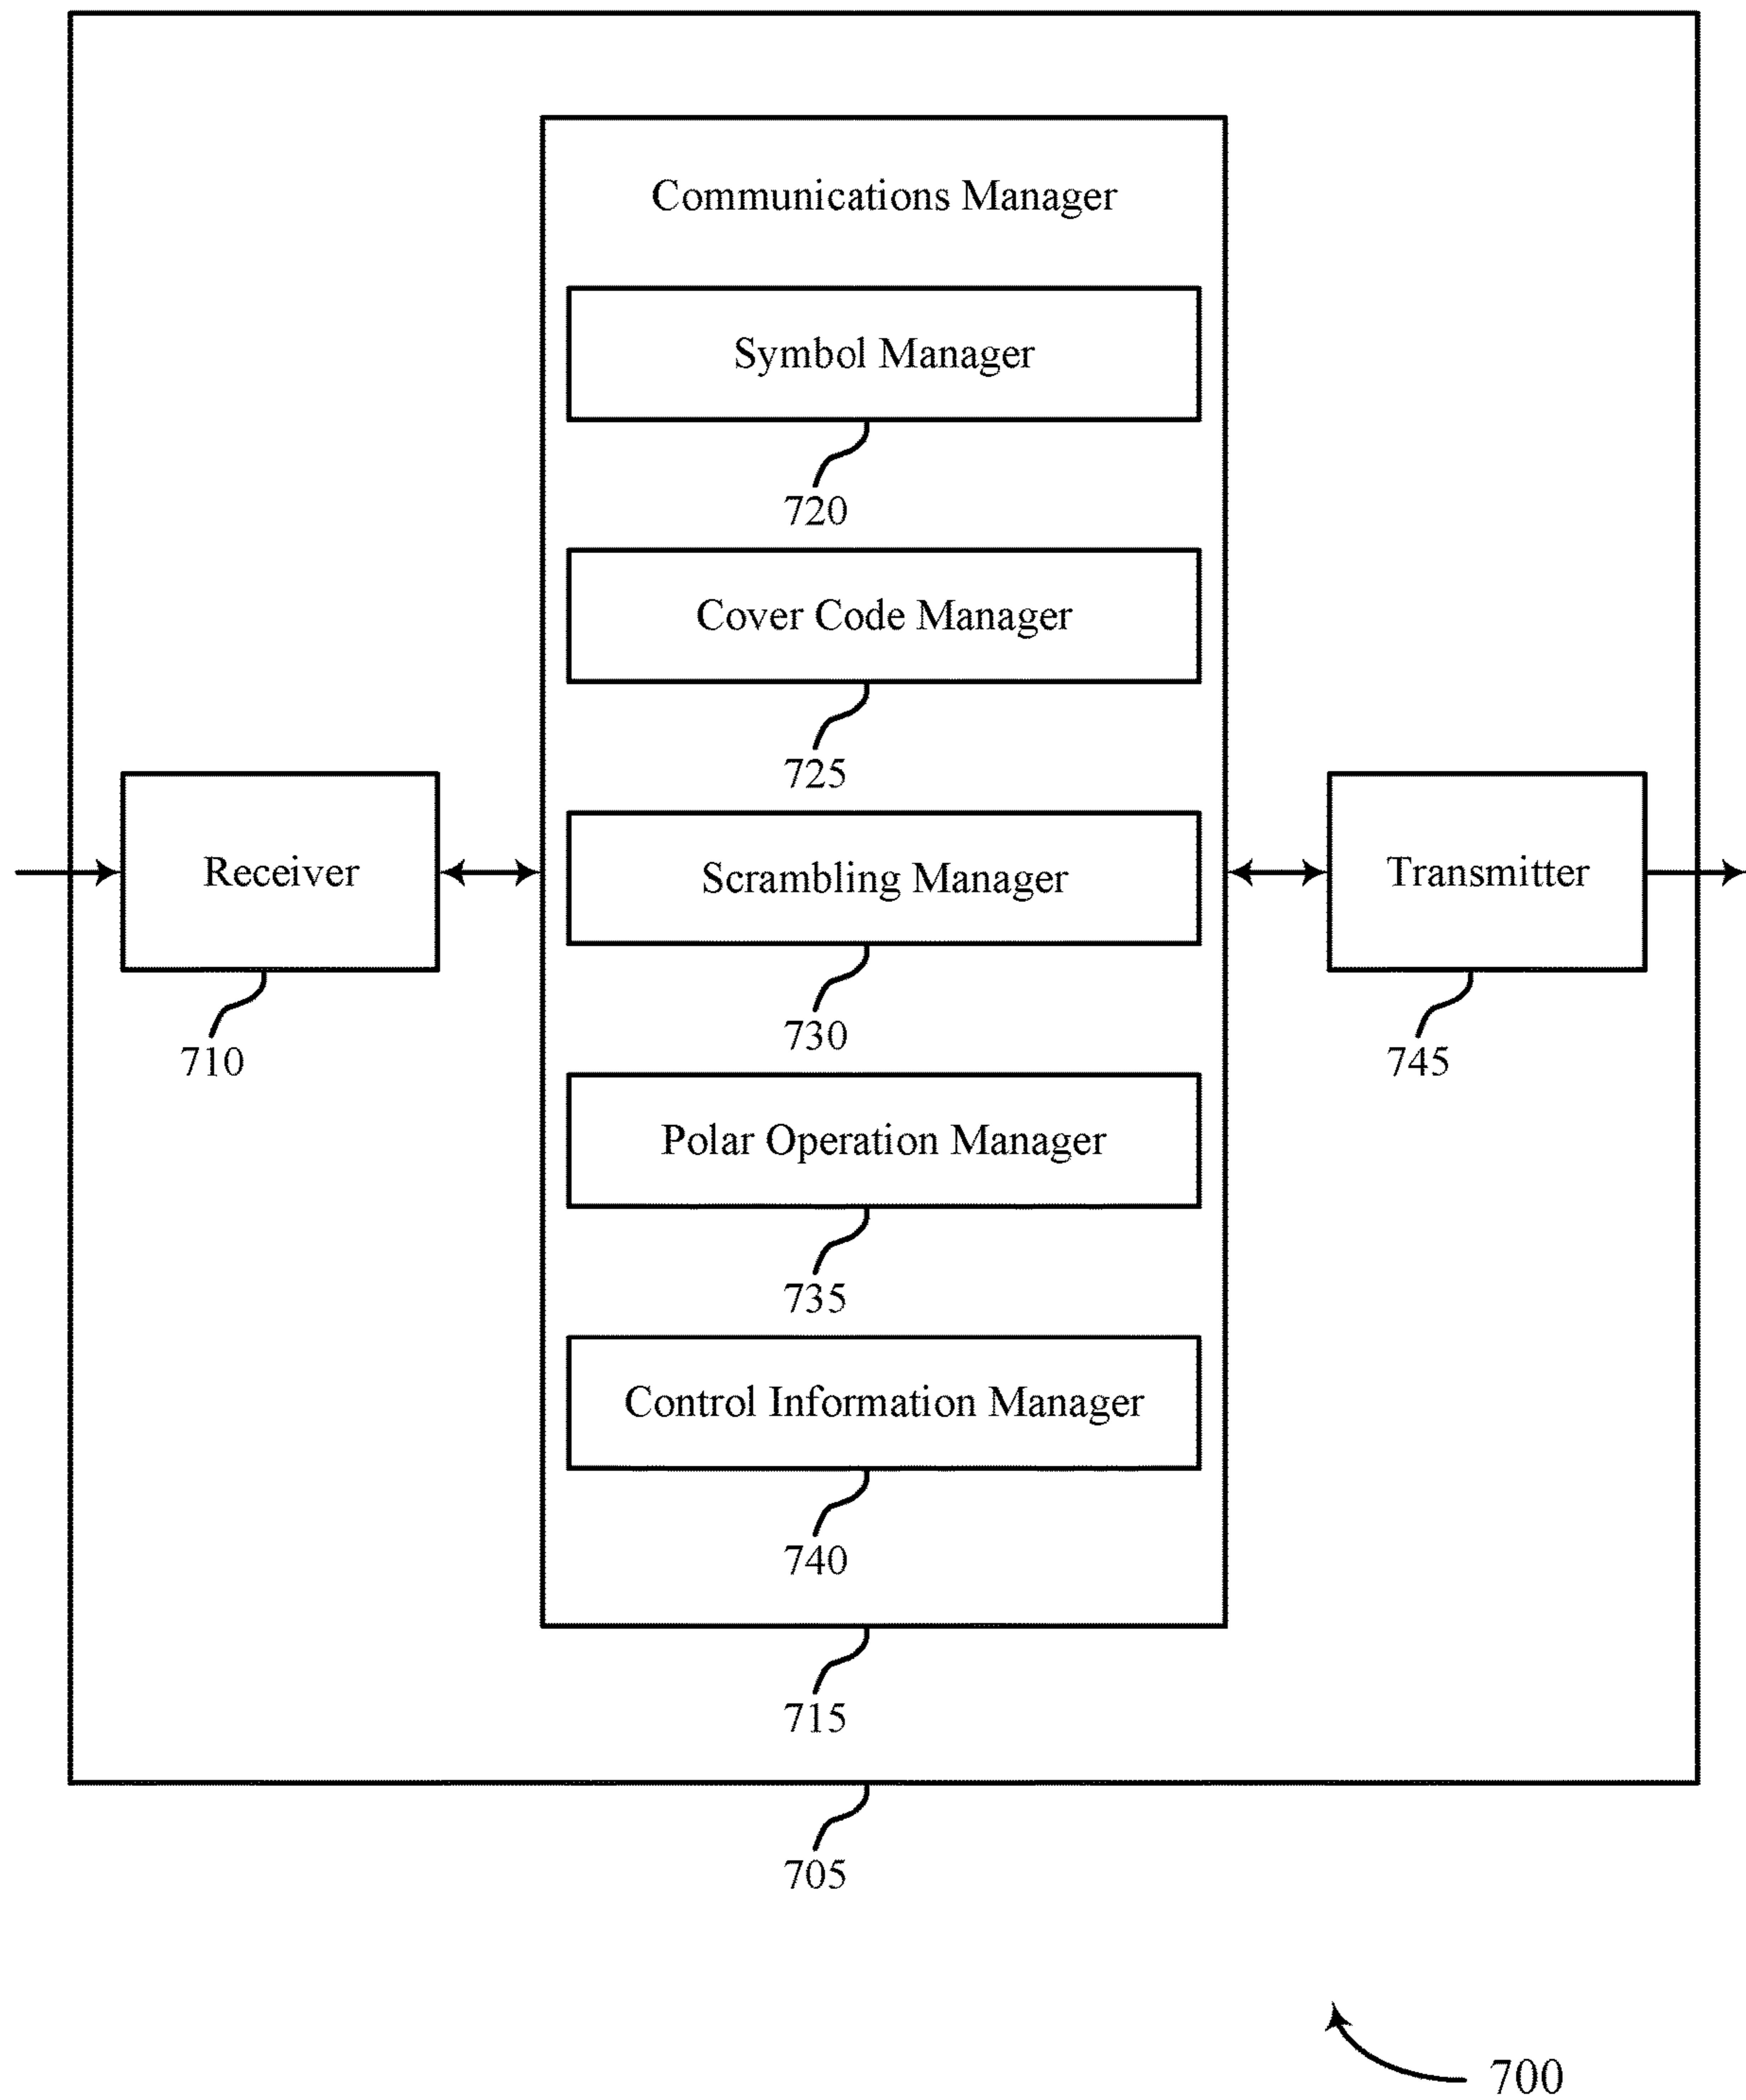 Communications Manager
Symbol Manager
720
Cover Code Manager
725
Receiver
710
Scrambling Manager
730
Transmitter
745
Polar Operation Manager
735
Control Information Manager
740
715
705
700